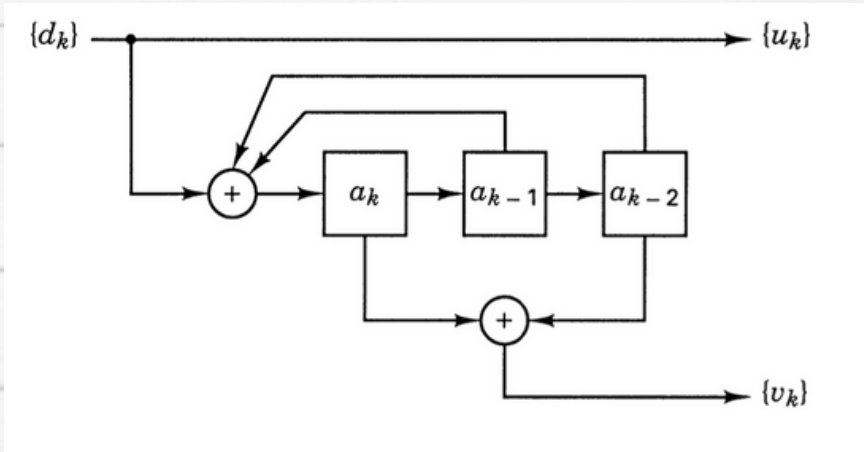 {d_k} {u_k}
+ a_k a_{k-1} a_{k-2}
+
{v_k}